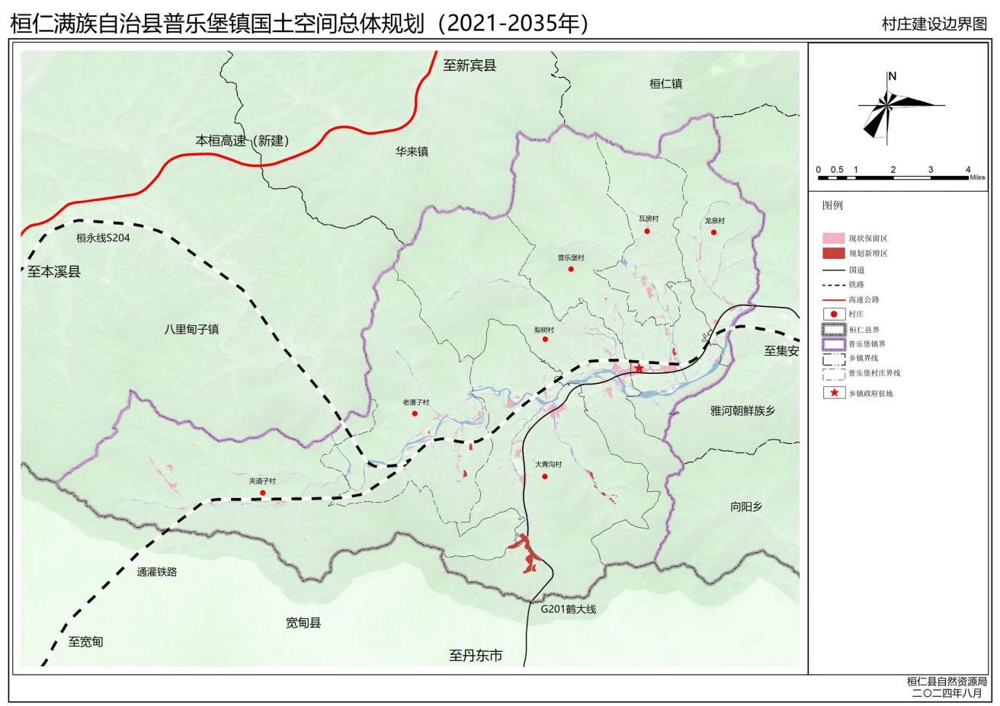 桓仁满族自治县普乐堡镇国土空间总体规划（2021-2035年）
村庄建设边界图
至新宾县
桓仁镇
N
本桓高速（新建）
华来镇
0 0.5 1 2 3 4
Miles
图例
瓦房村
龙泉村
桓永线S204
现状保留区
规划新增区
普乐堡村
至本溪县
国道
铁路
高速公路
村庄
八里甸子镇
梨树村
桓仁县界
普乐堡镇界
至集安
乡镇界线
普乐堡村庄界线
乡镇政府驻地
老漫子村
雅河朝鲜族乡
大青沟村
夹道子村
向阳乡
通灌铁路
G201鹤大线
宽甸县
至宽甸
至丹东市
桓仁县自然资源局
二〇二四年八月